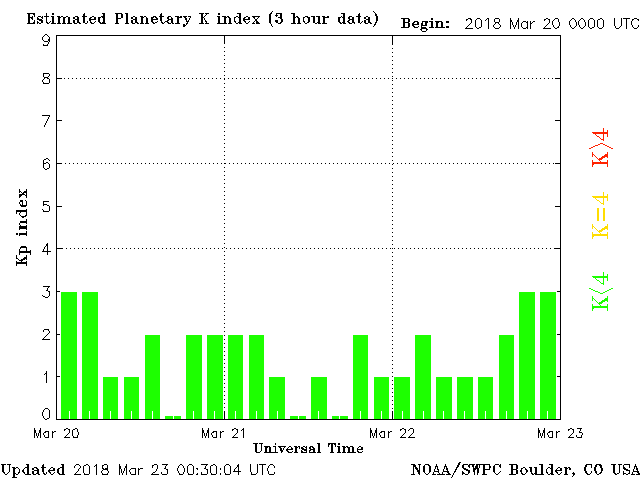 Estimated Planetary K index (3 hour data) Begin: 2018 Mar 20 0000 UTC
9
8
7
6
5
4
3
2
1
0
Kp index
K>4
K=4
K<4
Mar 20 Mar 21 Mar 22 Mar 23
Universal Time
Updated 2018 Mar 23 00:30:04 UTC NOAA/SWPC Boulder, CO USA